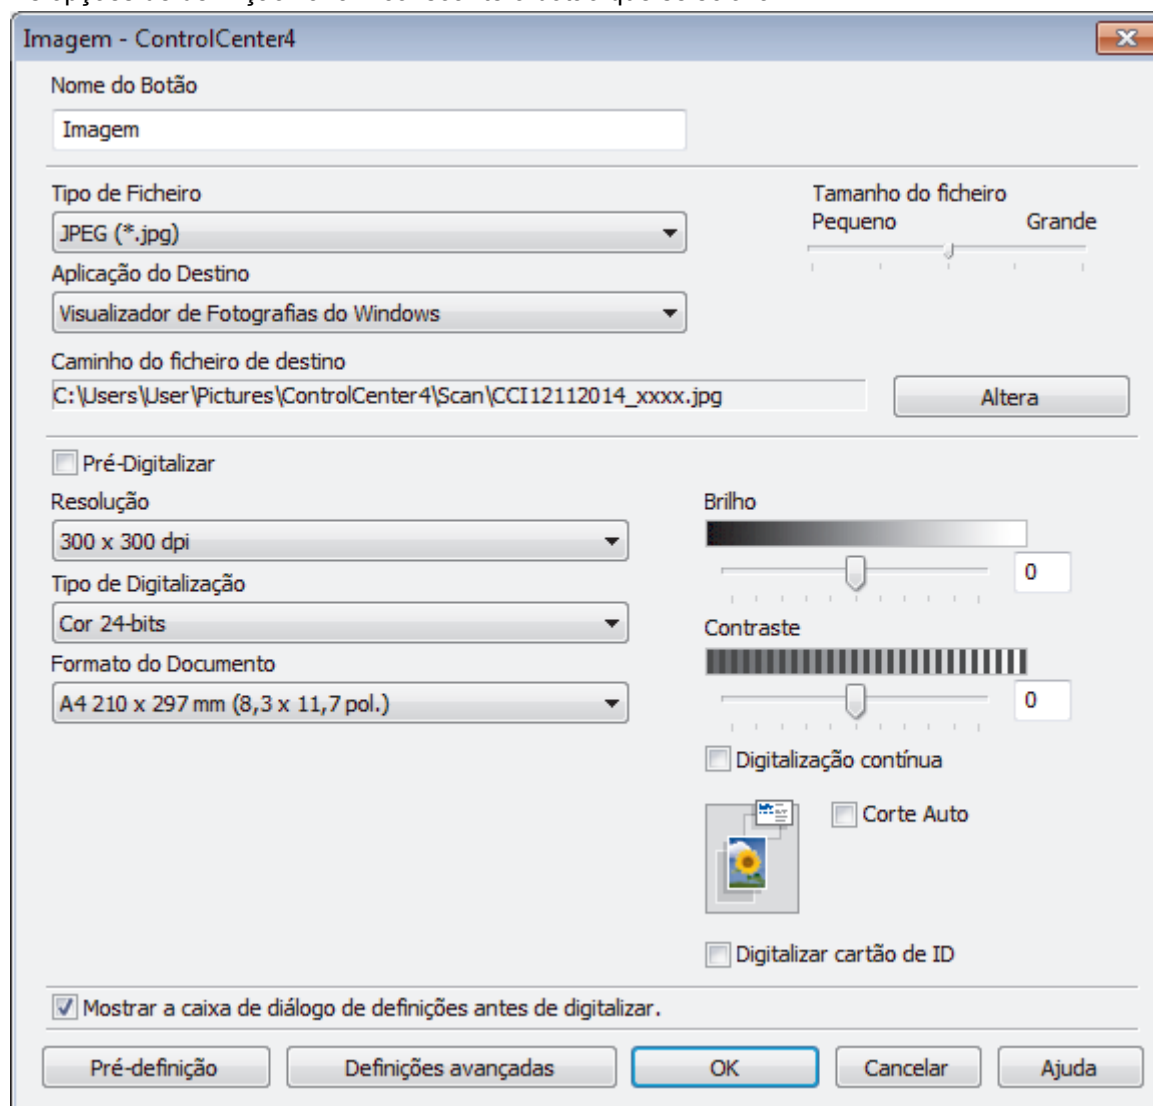 Imagem - ControlCenter4
Nome do Botão
Imagem
Tipo de Ficheiro
JPEG (*.jpg)
Tamanho do ficheiro
Pequeno Grande
Aplicação do Destino
Visualizador de Fotografias do Windows
Caminho do ficheiro de destino
C:\Users\User\Pictures\ControlCenter4\Scan\CCI12112014_xxxx.jpg
Altera
Pré-Digitalizar
Resolução
300 x 300 dpi
Tipo de Digitalização
Cor 24-bits
Formato do Documento
A4 210 x 297 mm (8,3 x 11,7 pol.)
Brilho
0
Contraste
0
Digitalização contínua
Corte Auto
Digitalizar cartão de ID
Mostrar a caixa de diálogo de definições antes de digitalizar.
Pré-definição Definições avançadas OK Cancelar Ajuda